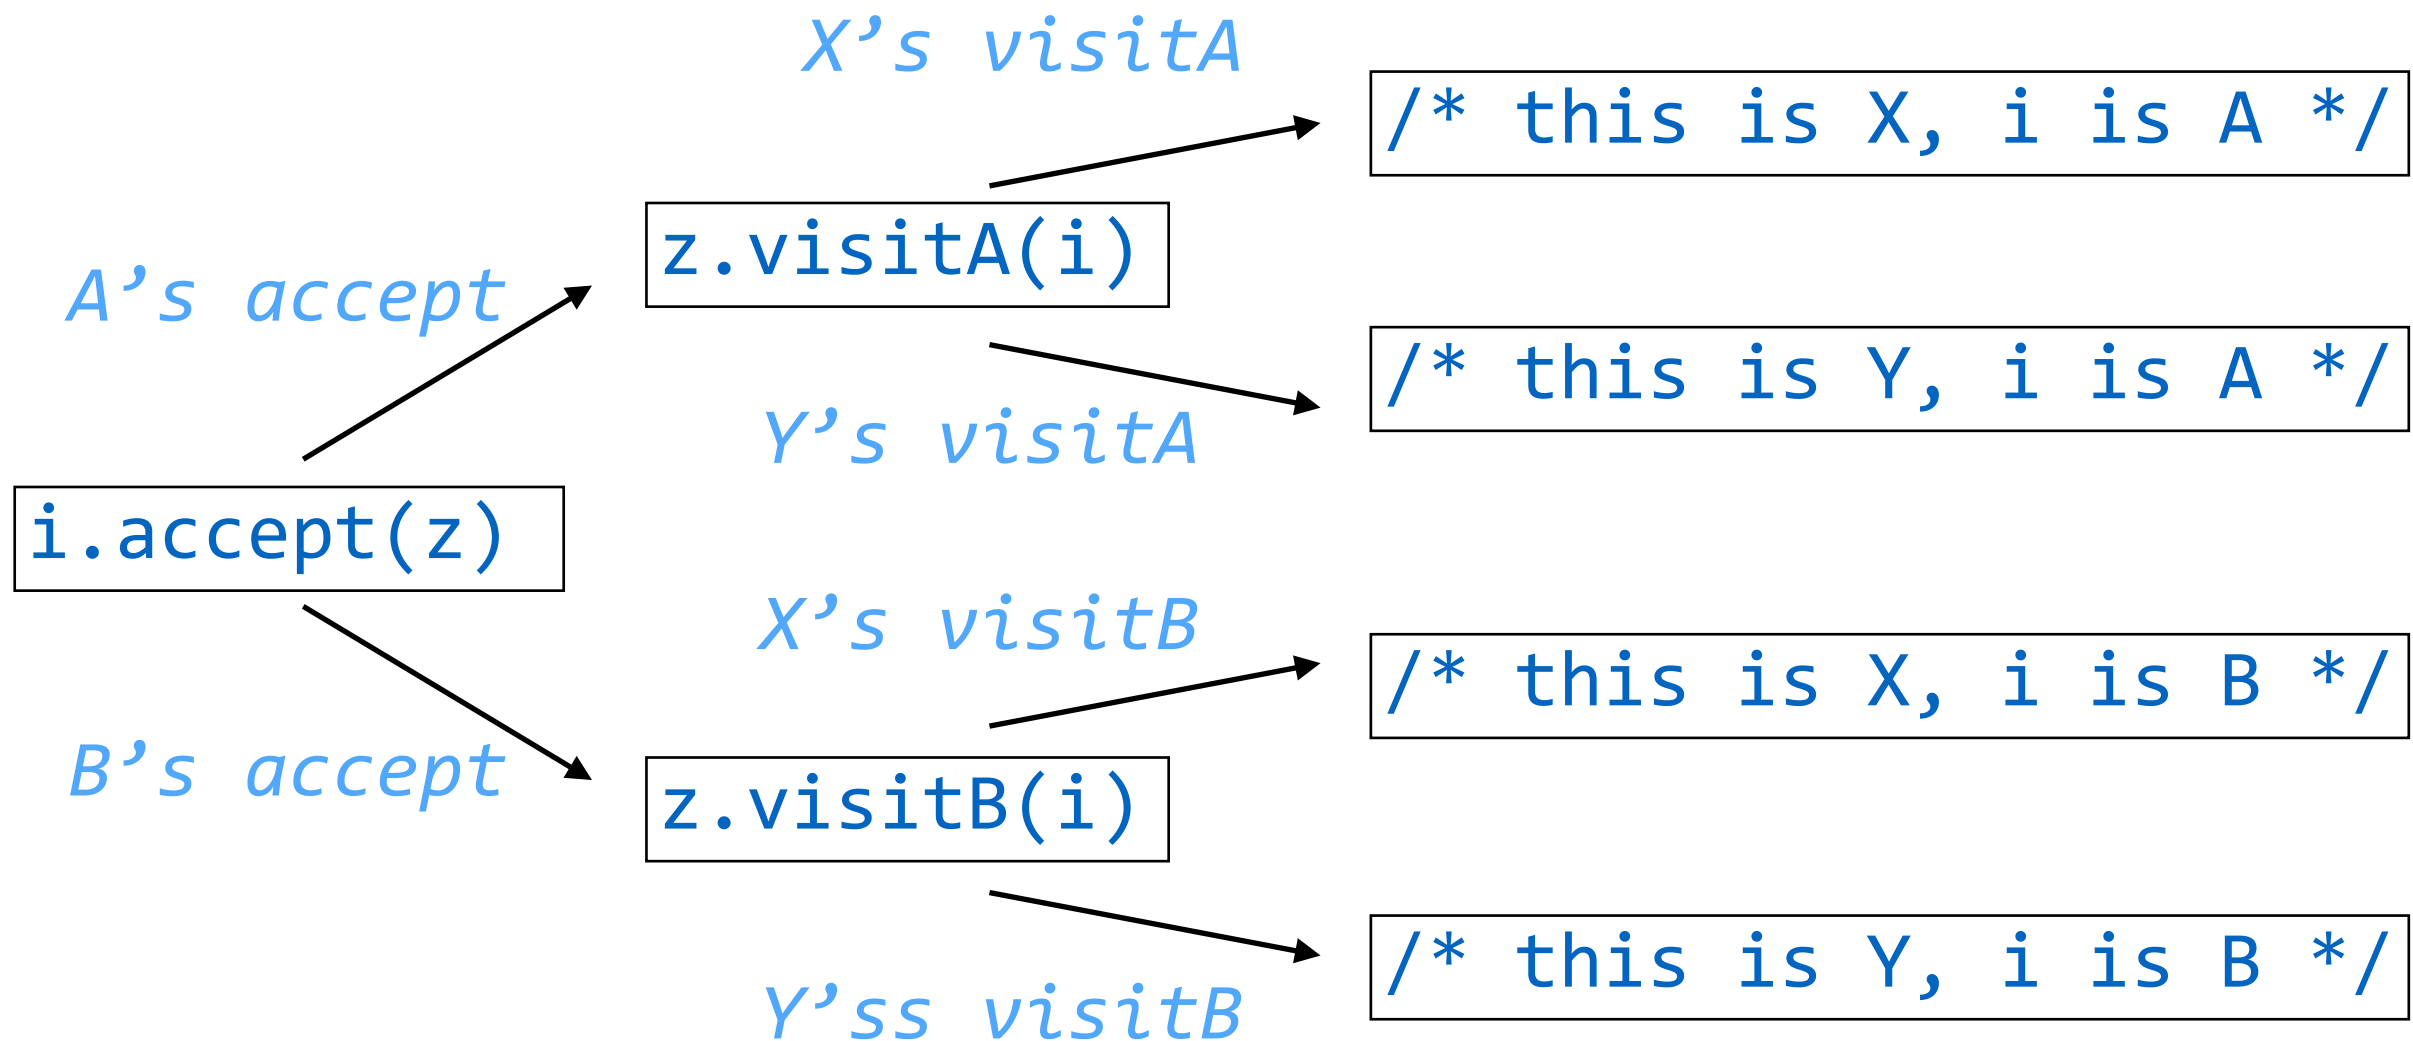 X’s visitA
/* this is X, i is A */
z.visitA(i)
A’s accept
/* this is Y, i is A */
Y’s visitA
i.accept(z)
X’s visitB
/* this is X, i is B */
B’s accept
z.visitB(i)
/* this is Y, i is B */
Y’ss visitB